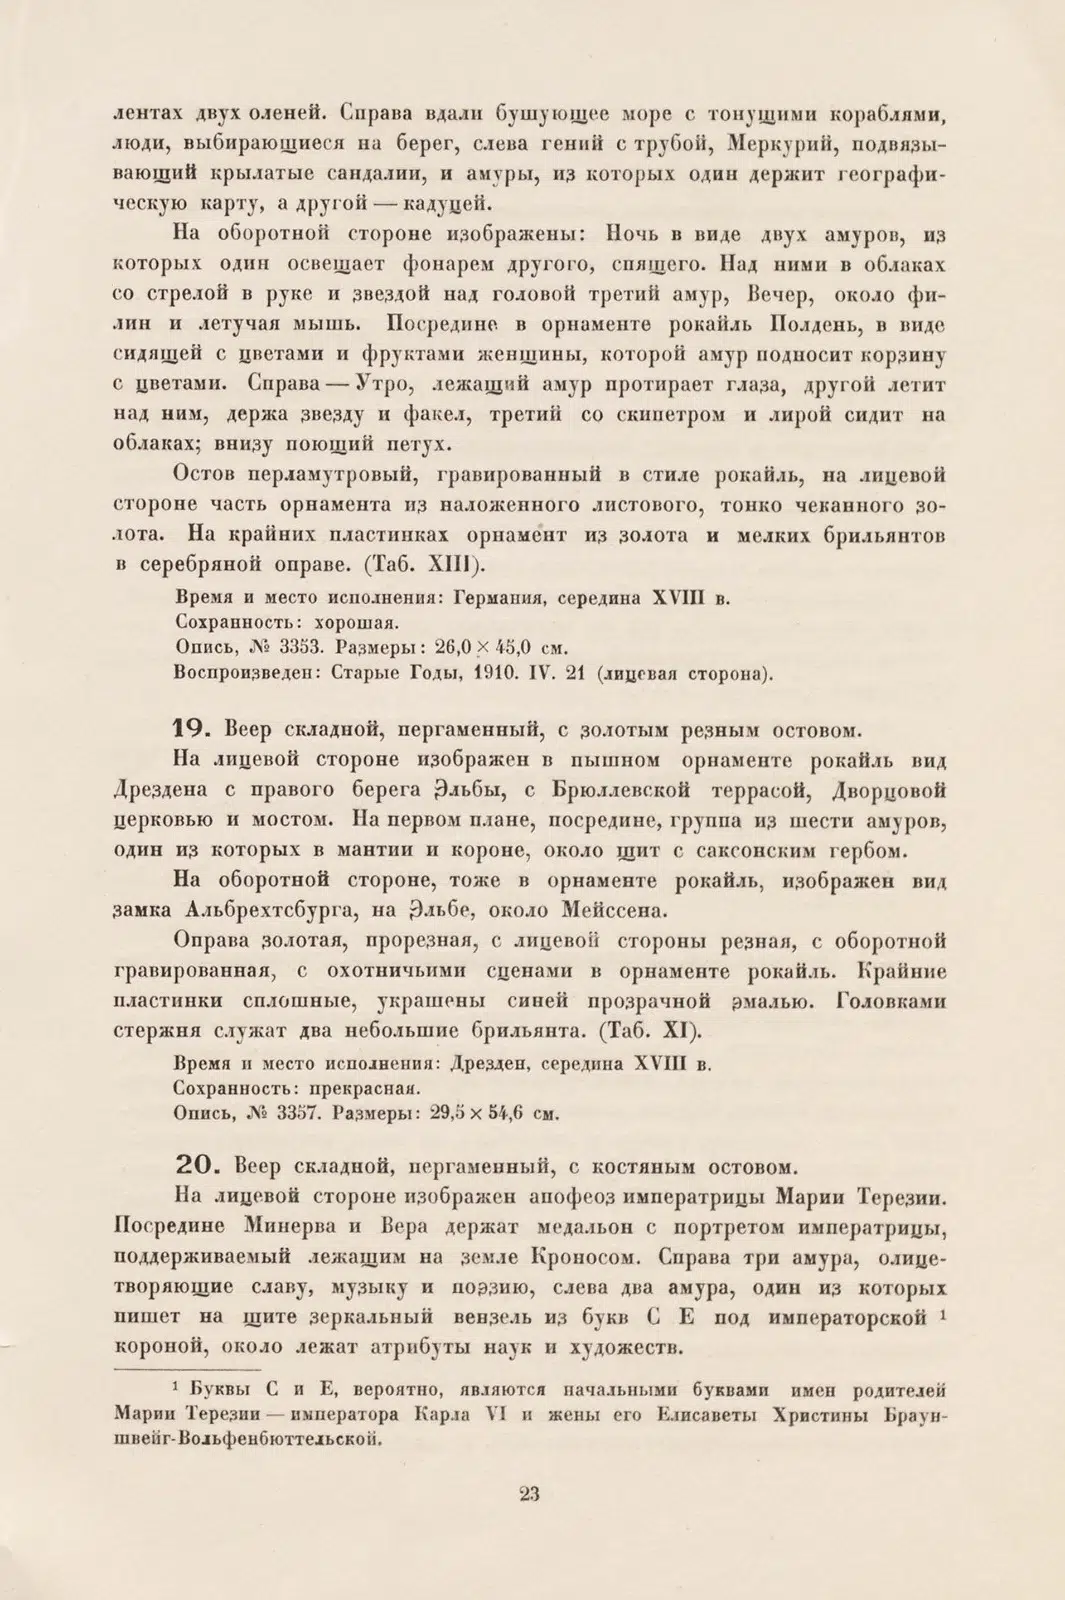 лентах двух оленей. Справа вдали бушующее море с тонущими кораблями,
люди, выбирающиеся на берег, слева гений с трубой, Меркурий, подвязы-
вающий крылатые сандалии, и амуры, из которых один держит географи-
ческую карту, а другой — кадуцей.
На оборотной стороне изображены: Ночь в виде двух амуров, из
которых один освещает фонарем другого, спящего. Над ними в облаках
со стрелой в руке и звездой над головой третий амур, Вечер, около фи-
лин и летучая мышь. Посредине в орнаменте рокайль Полдень, в виде
сидящей с цветами и фруктами женщины, которой амур подносит корзину
с цветами. Справа — Утро, лежащий амур протирает глаза, другой летит
над ним, держа звезду и факел, третий со скипетром и лирой сидит на
облаках; внизу поющий петух.
Остов перламутровый, гравированный в стиле рокайль, на лицевой
стороне часть орнамента из наложенного листового, тонко чеканного зо-
лота. На крайних пластинках орнамент из золота и мелких брильянтов
в серебряной оправе. (Таб. XIII).
Время и место исполнения: Германия, середина XVIII в.
Сохранность: хорошая.
Опись, № 3353. Размеры: 26,0 × 45,0 см.
Воспроизведен: Старые Годы, 1910. IV. 21 (лицевая сторона).
19. Веер складной, пергаменный, с золотым резным остовом.
На лицевой стороне изображен в пышном орнаменте рокайль вид
Дрездена с правого берега Эльбы, с Брюллевской террасой, Дворцовой
церковью и мостом. На первом плане, посредине, группа из шести амуров,
один из которых в мантии и короне, около щит с саксонским гербом.
На оборотной стороне, тоже в орнаменте рокайль, изображен вид
замка Альбрехтсбурга, на Эльбе, около Мейссена.
Оправа золотая, прорезная, с лицевой стороны резная, с оборотной
гравированная, с охотничьими сценами в орнаменте рокайль. Крайние
пластинки сплошные, украшены синей прозрачной эмалью. Головками
стержня служат два небольшие брильянта. (Таб. XI).
Время и место исполнения: Дрезден, середина XVIII в.
Сохранность: прекрасная.
Опись, № 3357. Размеры: 29,5 × 54,6 см.
20. Веер складной, пергаменный, с костяным остовом.
На лицевой стороне изображен апофеоз императрицы Марии Терезии.
Посредине Минерва и Вера держат медальон с портретом императрицы,
поддерживаемый лежащим на земле Кроносом. Справа три амура, олице-
творяющие славу, музыку и поэзию, слева два амура, один из которых
пишет на щите зеркальный вензель из букв C E под императорской ¹
короной, около лежат атрибуты наук и художеств.
¹ Буквы C и E, вероятно, являются начальными буквами имен родителей
Марии Терезии — императора Карла VI и жены его Елисаветы Христины Браун-
швейг-Вольфенбюттельской.
23